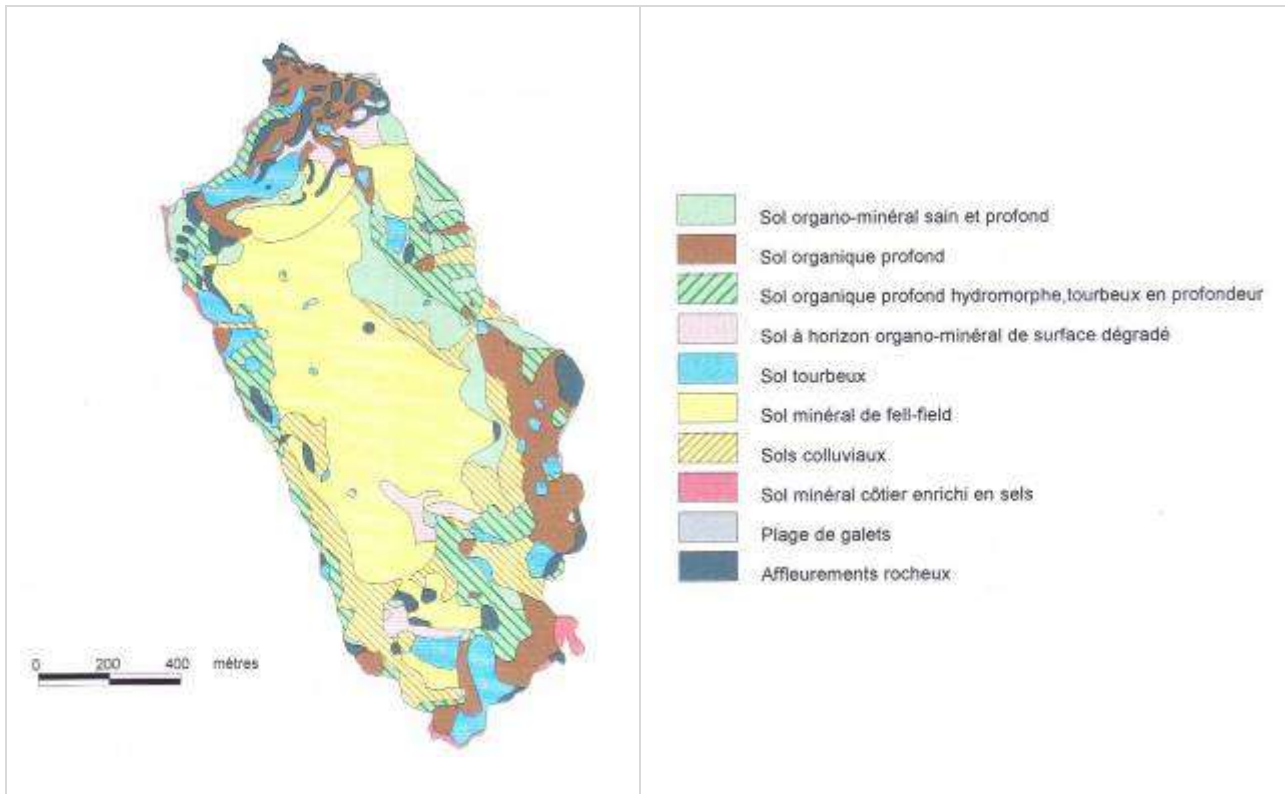 0 200 400 mètres
Sol organo-minéral sain et profond
Sol organique profond
Sol organique profond hydromorphe,tourbeux en profondeur
Sol à horizon organo-minéral de surface dégradé
Sol tourbeux
Sol minéral de fell-field
Sols colluviaux
Sol minéral côtier enrichi en sels
Plage de galets
Affleurements rocheux